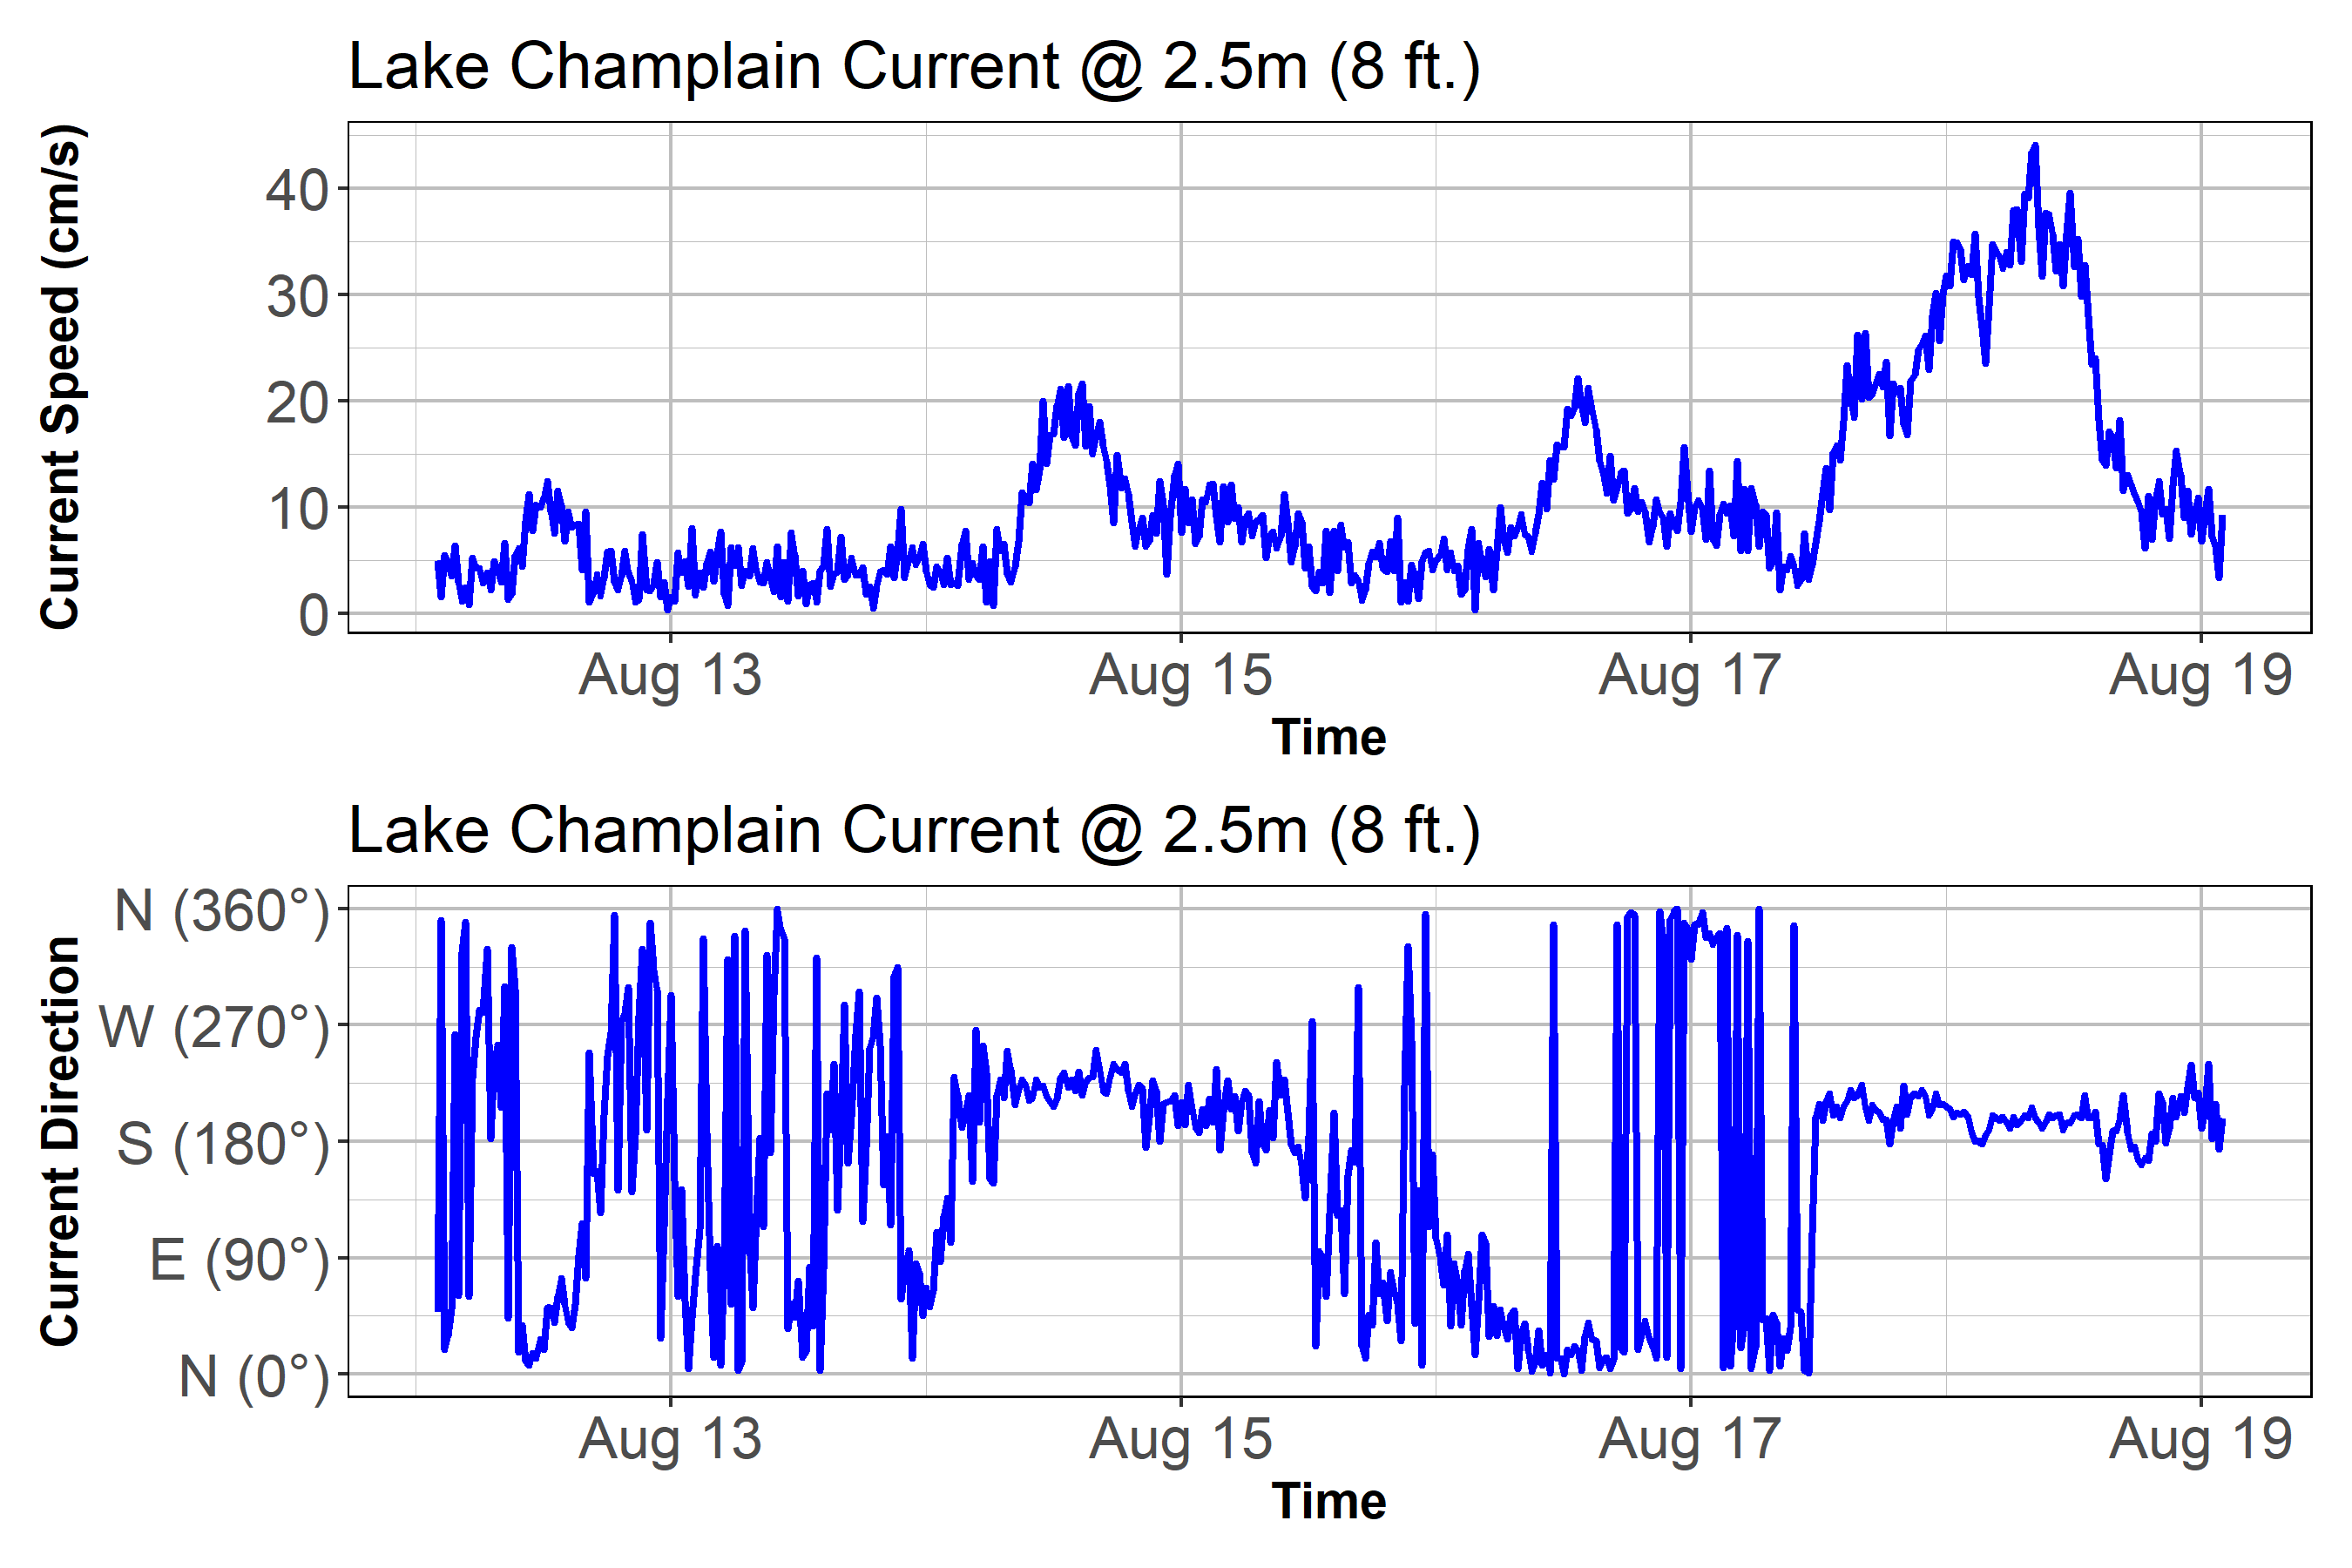 Lake Champlain Current @ 2.5m (8 ft.)
Current Speed (cm/s)
40
30
20
10
0
Aug 13 Aug 15 Aug 17 Aug 19
Time
Lake Champlain Current @ 2.5m (8 ft.)
Current Direction
N (360°)
W (270°)
S (180°)
E (90°)
N (0°)
Aug 13 Aug 15 Aug 17 Aug 19
Time